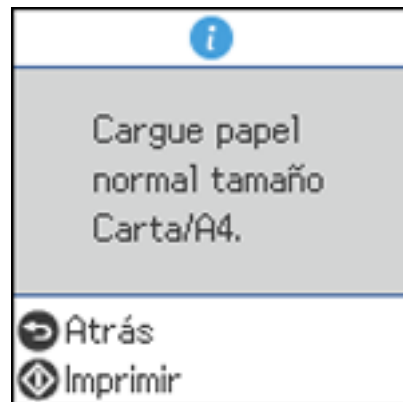 Cargue papel
normal tamaño
Carta/A4.
Atrás
Imprimir